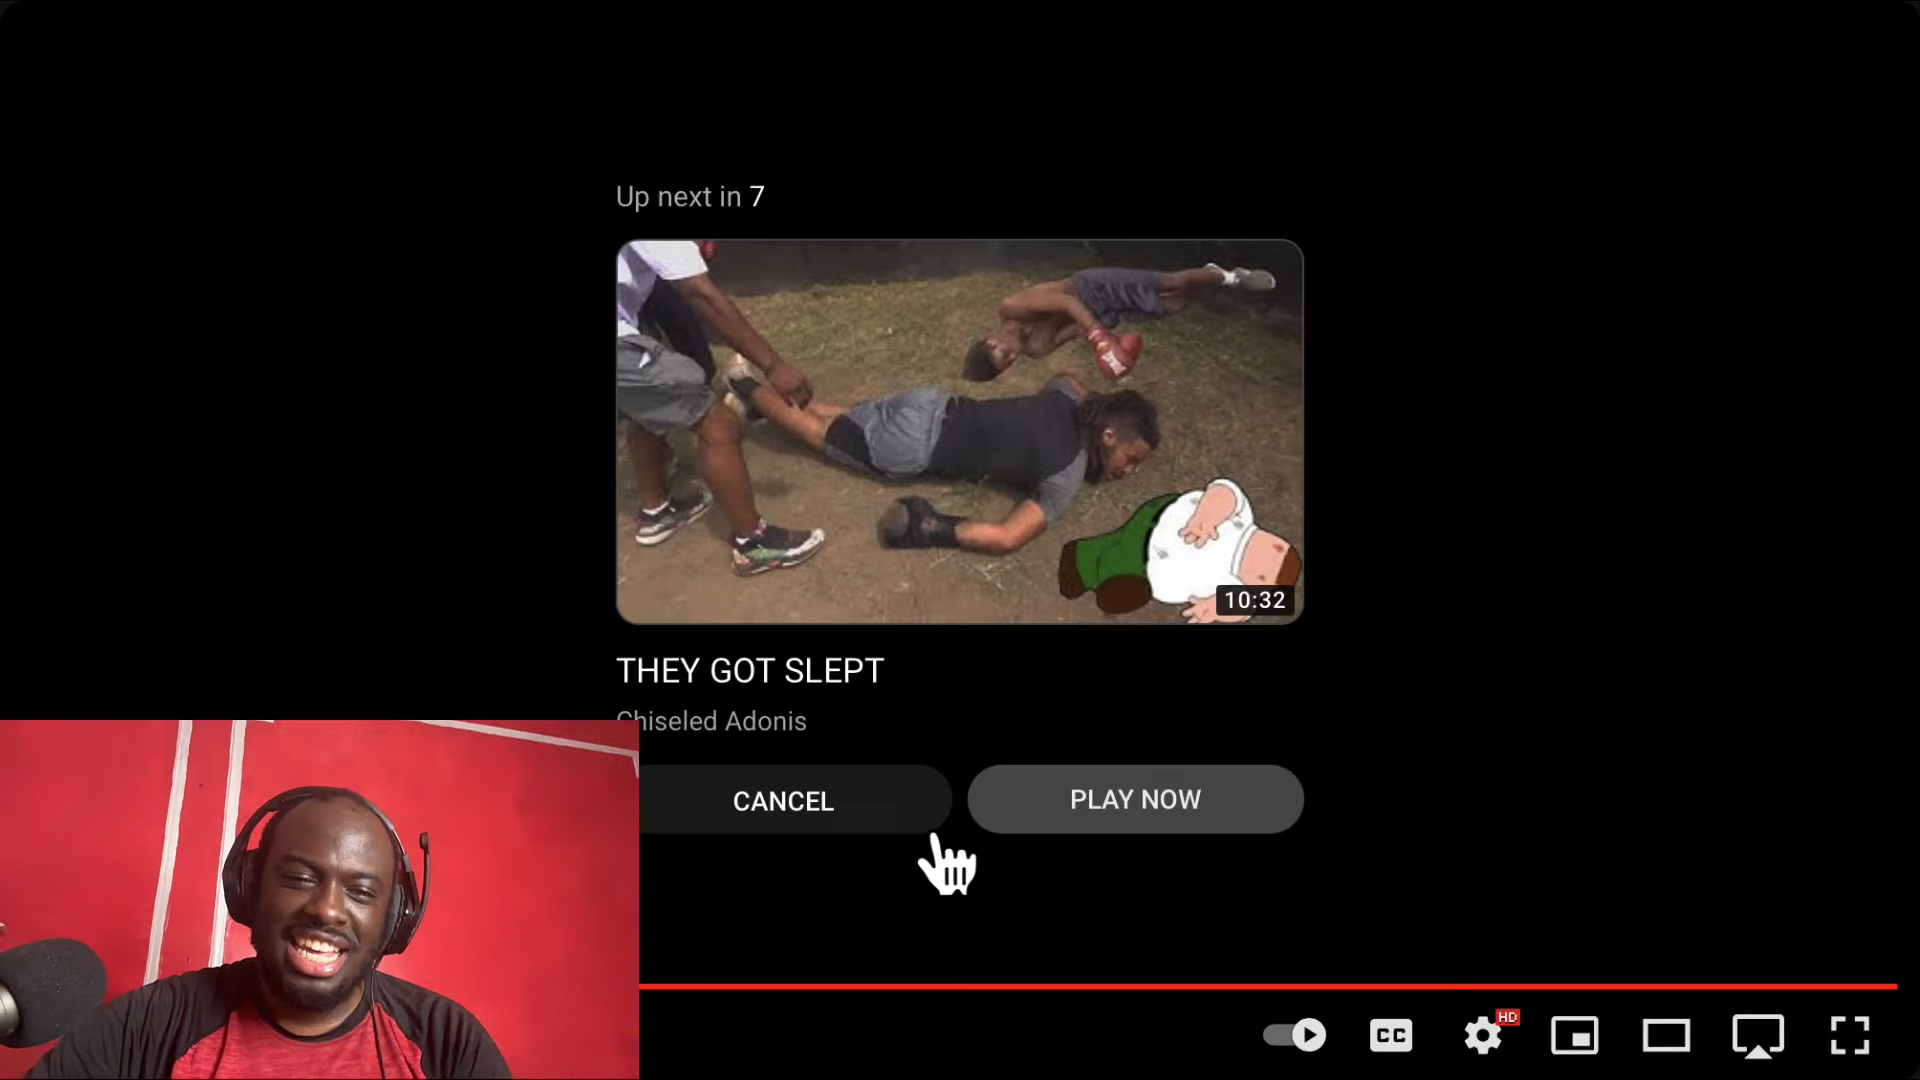 Up next in 7
10:32
THEY GOT SLEPT
Chiseled Adonis
CANCEL
PLAY NOW
HD
CC